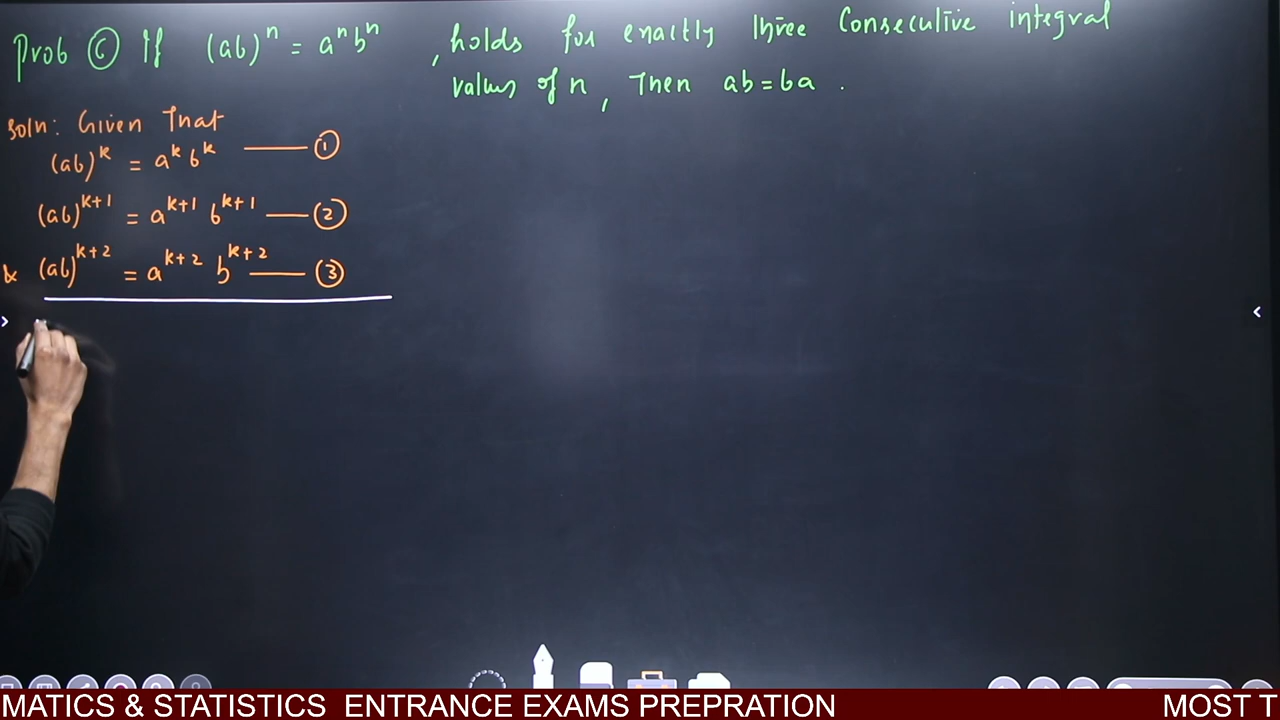 Prob ⓒ If (ab)^n = a^n b^n , holds for exactly three consecutive integral
values of n, Then ab = ba .
Soln: Given That
(ab)^k = a^k b^k —— ①
(ab)^{k+1} = a^{k+1} b^{k+1} —— ②
& (ab)^{k+2} = a^{k+2} b^{k+2} —— ③
MATICS & STATISTICS ENTRANCE EXAMS PREPRATION MOST T